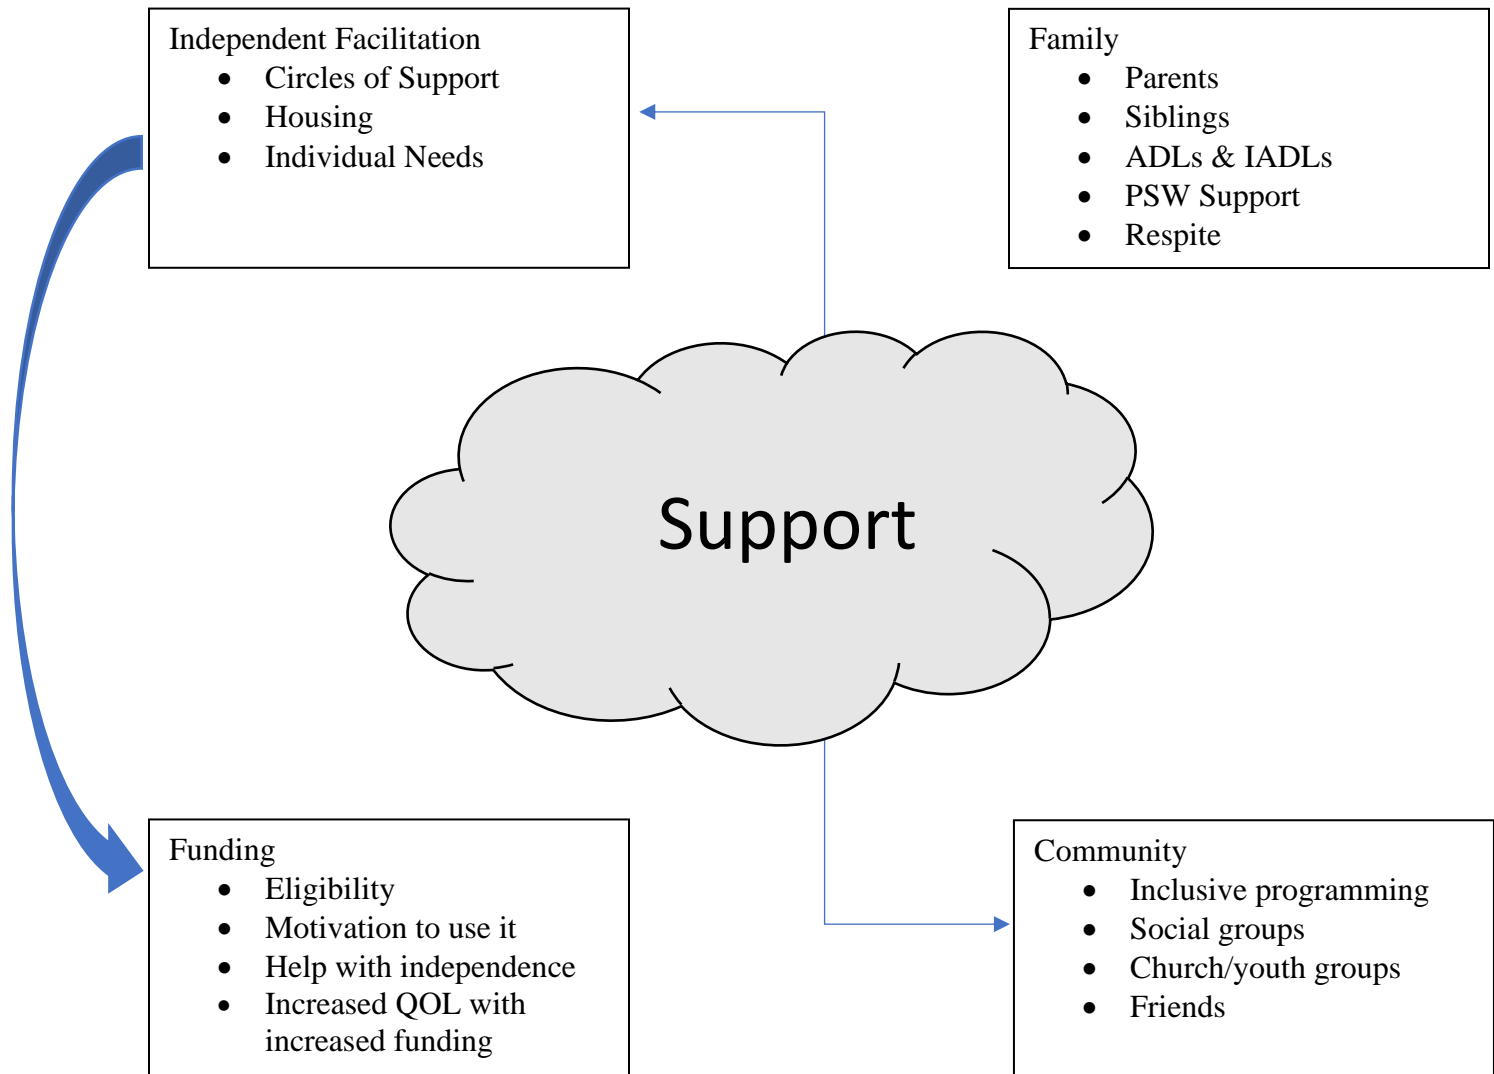 Independent Facilitation
• Circles of Support
• Housing
• Individual Needs
Family
• Parents
• Siblings
• ADLs & IADLs
• PSW Support
• Respite
Support
Funding
• Eligibility
• Motivation to use it
• Help with independence
• Increased QOL with
increased funding
Community
• Inclusive programming
• Social groups
• Church/youth groups
• Friends